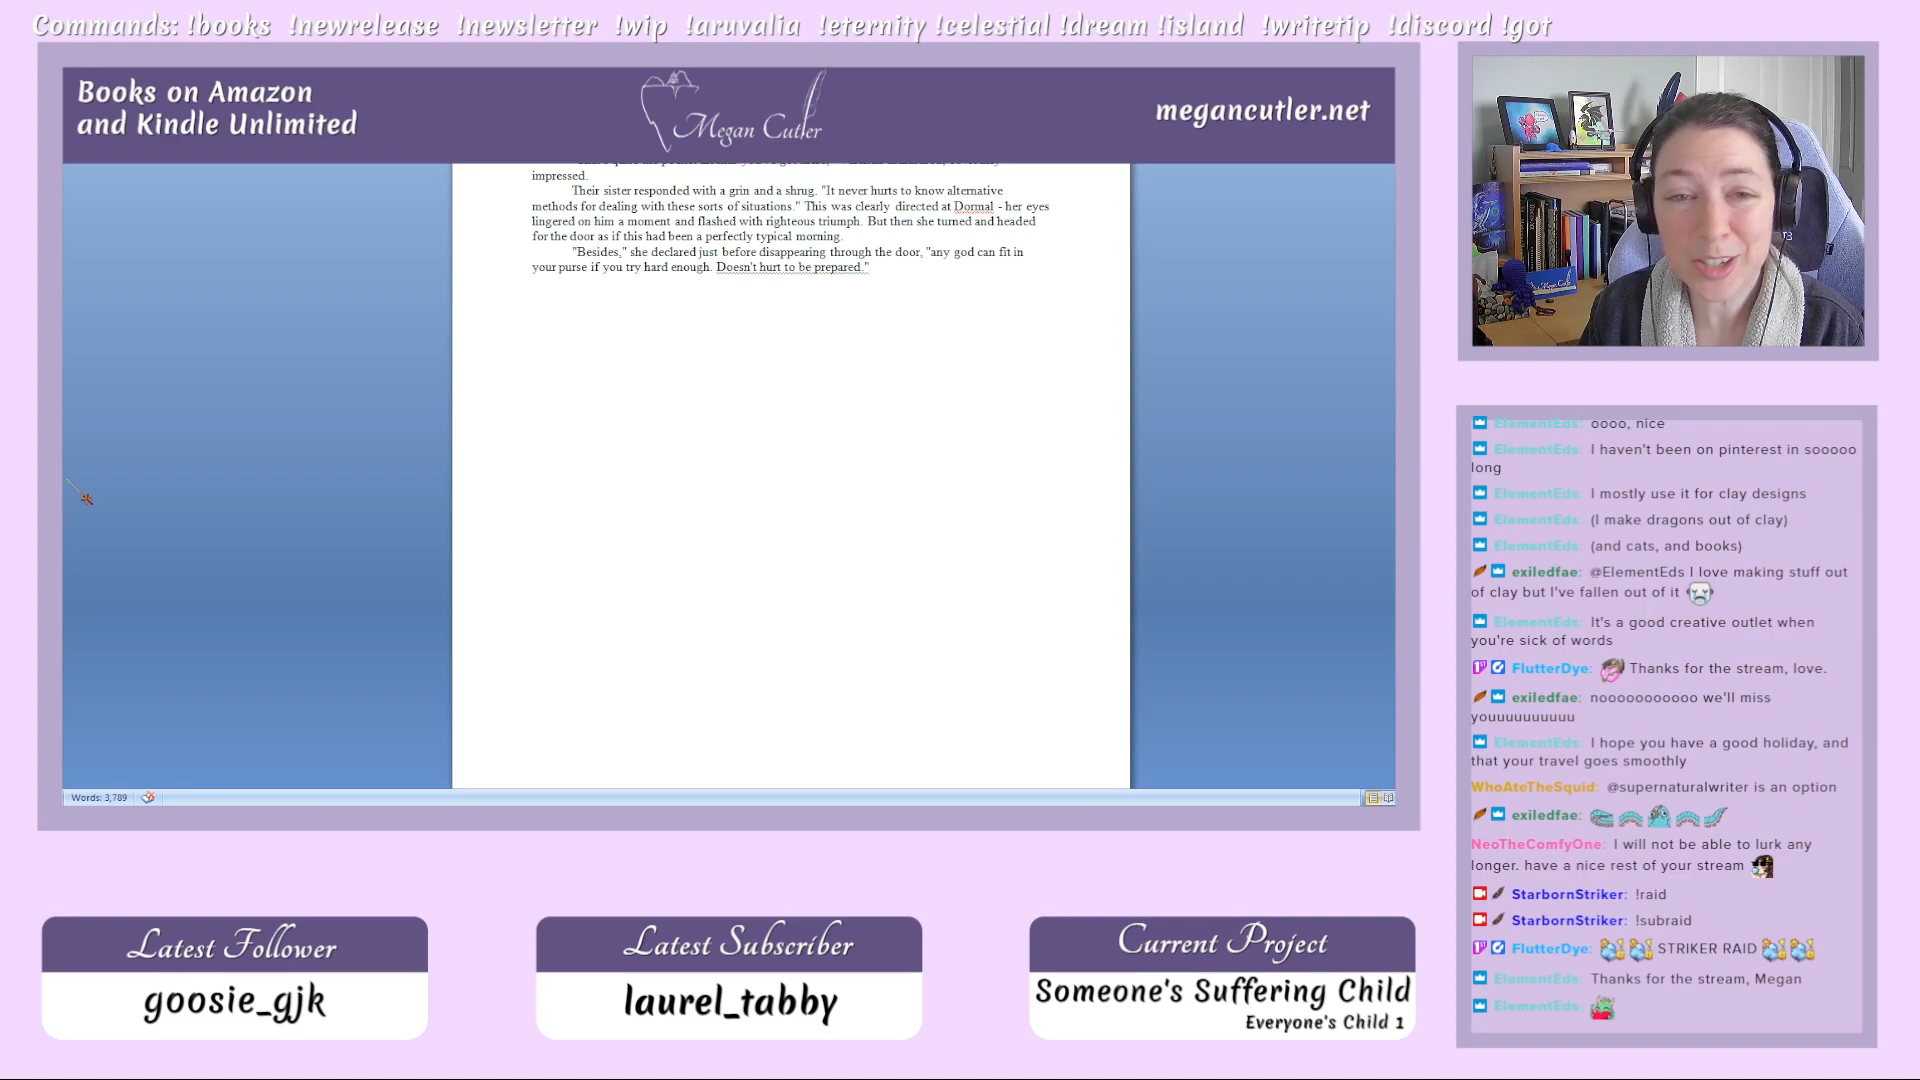 Commands: !books !newrelease !newsletter !wip !aruvalia !eternity !celestial !dream !island !writetip !discord !got
Books on Amazon
and Kindle Unlimited
Megan Cutler
megancutler.net
impressed.
Their sister responded with a grin and a shrug. "It never hurts to know alternative
methods for dealing with these sorts of situations." This was clearly directed at Dormal - her eyes
lingered on him a moment and flashed with righteous triumph. But then she turned and headed
for the door as if this had been a perfectly typical morning.
"Besides," she declared just before disappearing through the door, "any god can fit in
your purse if you try hard enough. Doesn't hurt to be prepared."
Words: 3,789
ElementEds: oooo, nice
ElementEds: I haven't been on pinterest in sooooo
long
ElementEds: I mostly use it for clay designs
ElementEds: (I make dragons out of clay)
ElementEds: (and cats, and books)
exiledfae: @ElementEds I love making stuff out
of clay but I've fallen out of it
ElementEds: It's a good creative outlet when
you're sick of words
FlutterDye: Thanks for the stream, love.
exiledfae: nooooooooooo we'll miss
youuuuuuuuuu
ElementEds: I hope you have a good holiday, and
that your travel goes smoothly
WhoAteTheSquid: @supernaturalwriter is an option
exiledfae:
NeoTheComfyOne: I will not be able to lurk any
longer. have a nice rest of your stream
StarbornStriker: !raid
StarbornStriker: !subraid
FlutterDye: STRIKER RAID
ElementEds: Thanks for the stream, Megan
ElementEds:
Latest Follower
goosie_gjk
Latest Subscriber
laurel_tabby
Current Project
Someone's Suffering Child
Everyone's Child 1